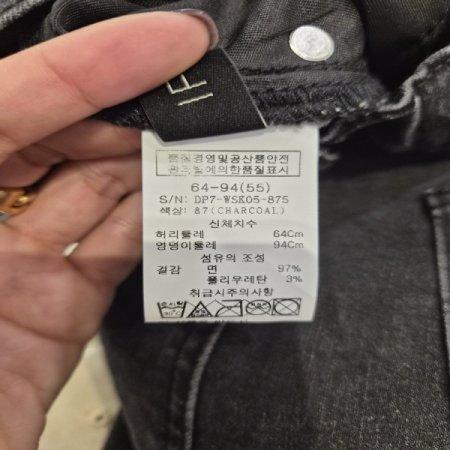 IF
품질경영및공산품안전
관리법에의한품질표시
64-94(55)
S/N: DP7-WSK05-875
색상: 87(CHARCOAL)
신체치수
허리둘레 64Cm
엉덩이둘레 94Cm
섬유의 조성
겉감 면 97%
폴리우레탄 3%
취급시주의사항